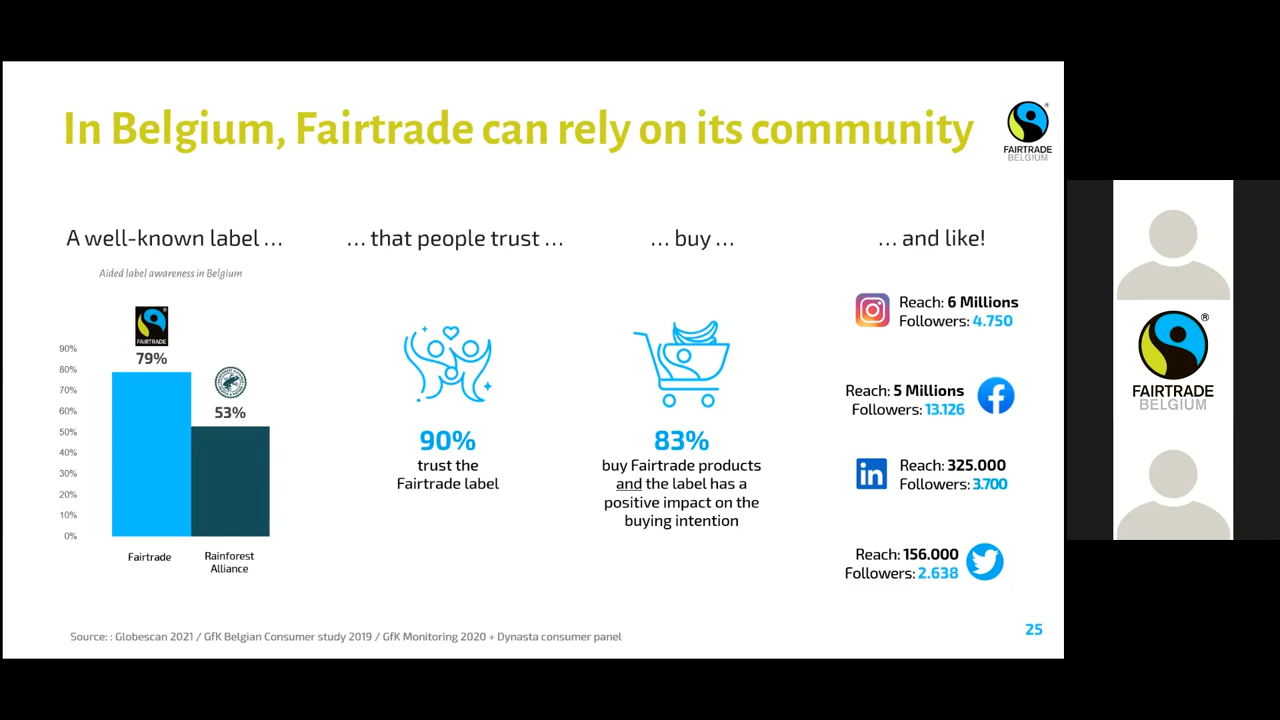 In Belgium, Fairtrade can rely on its community
FAIRTRADE
BELGIUM
A well-known label ...
Aided label awareness in Belgium
FAIRTRADE
79%
53%
90%
80%
70%
60%
50%
40%
30%
20%
10%
0%
Fairtrade
Rainforest
Alliance
... that people trust ...
90%
trust the
Fairtrade label
... buy ...
83%
buy Fairtrade products
and the label has a
positive impact on the
buying intention
... and like!
Reach: 6 Millions
Followers: 4.750
Reach: 5 Millions
Followers: 13.126
in
Reach: 325.000
Followers: 3.700
Reach: 156.000
Followers: 2.638
Source: : Globescan 2021 / GfK Belgian Consumer study 2019 / GfK Monitoring 2020 + Dynasta consumer panel
25
FAIRTRADE
BELGIUM